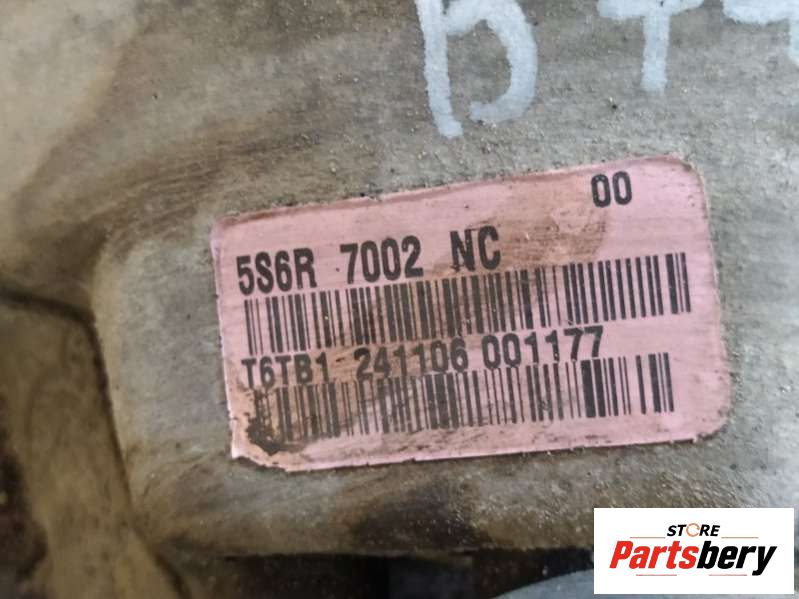 00
5S6R 7002 NC
T6TB1 241106 001177
STORE
Partsbery